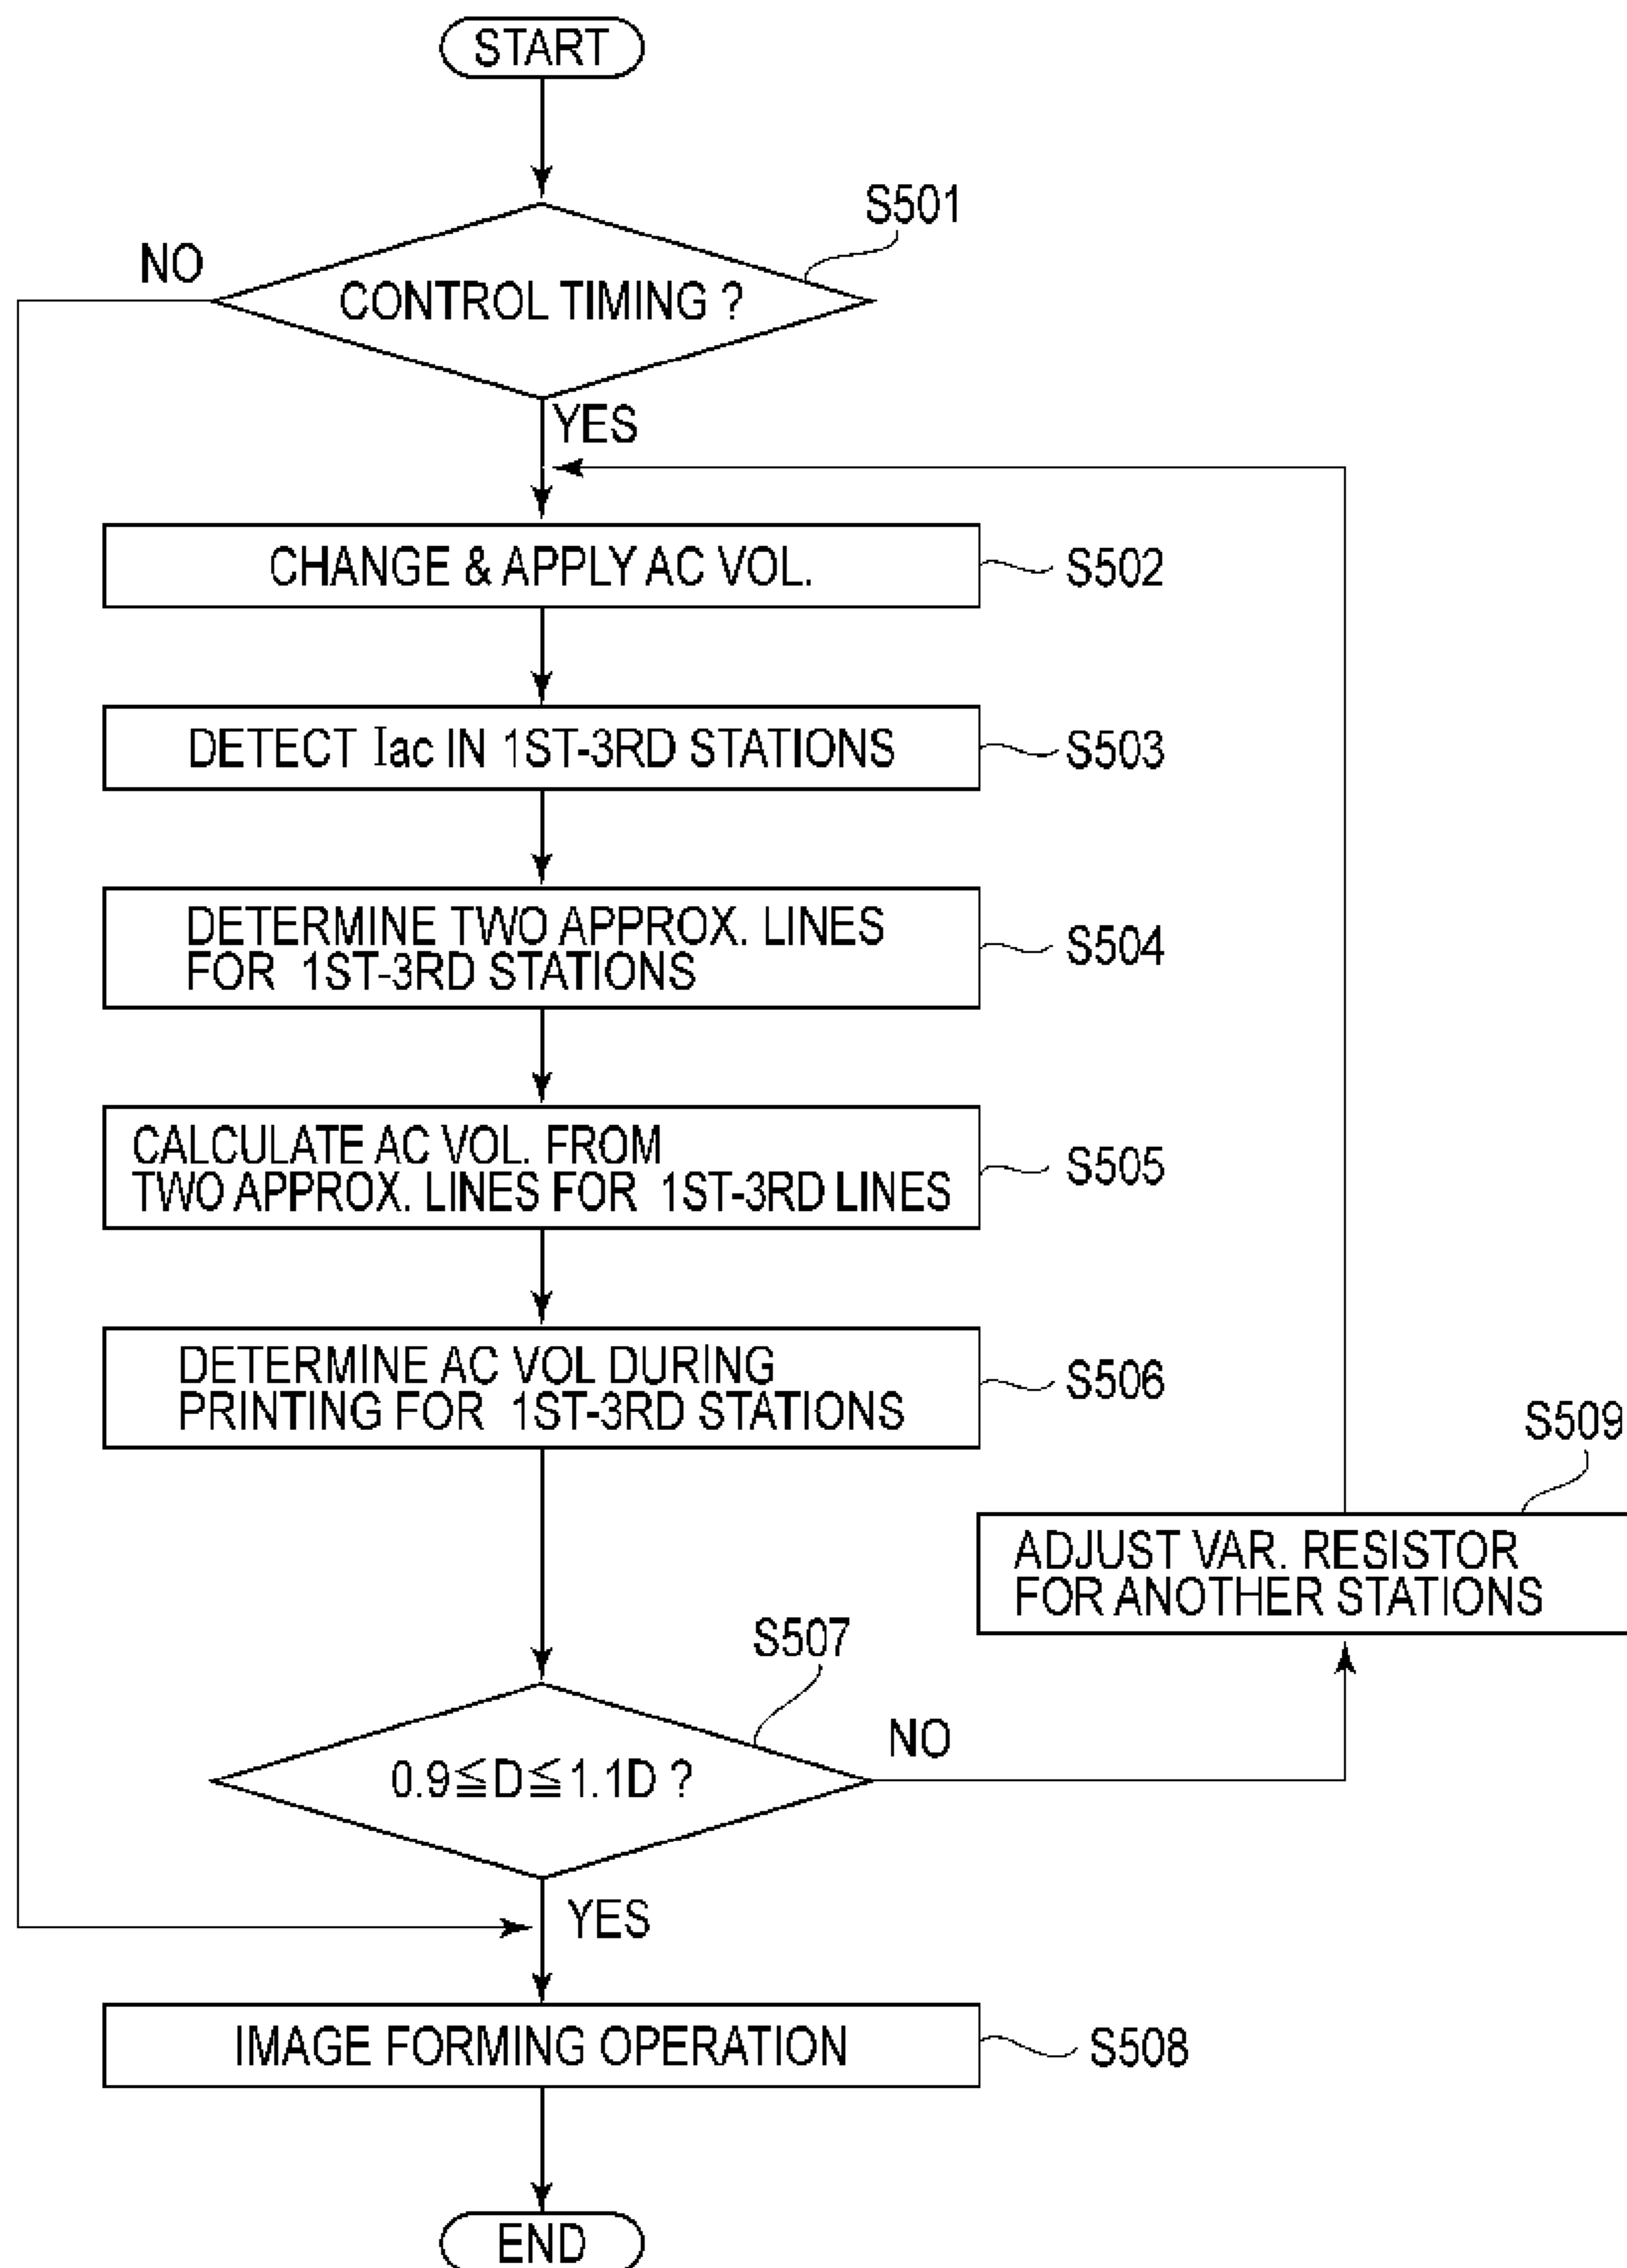 START
S501
NO
CONTROL TIMING ?
YES
CHANGE & APPLY AC VOL.
S502
DETECT Iac IN 1ST-3RD STATIONS
S503
DETERMINE TWO APPROX. LINES
FOR 1ST-3RD STATIONS
S504
CALCULATE AC VOL. FROM
TWO APPROX. LINES FOR 1ST-3RD LINES
S505
DETERMINE AC VOL DURING
PRINTING FOR 1ST-3RD STATIONS
S506
S509
ADJUST VAR. RESISTOR
FOR ANOTHER STATIONS
S507
NO
0.9≦D≦1.1D ?
YES
IMAGE FORMING OPERATION
S508
END